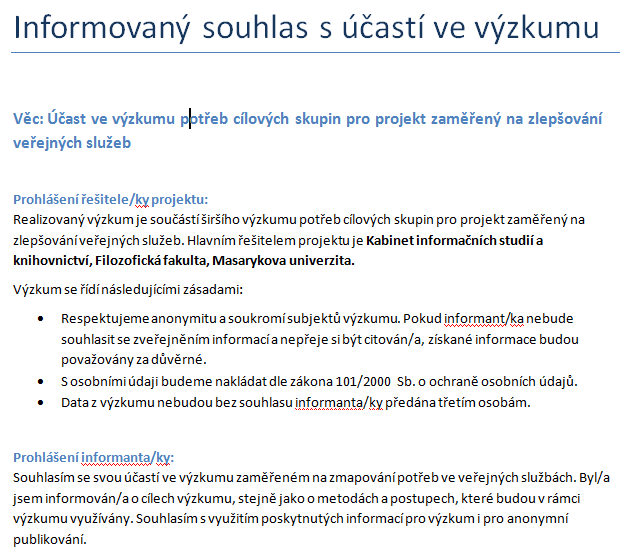 Informovaný souhlas s účastí ve výzkumu
Věc: Účast ve výzkumu potřeb cílových skupin pro projekt zaměřený na zlepšování
veřejných služeb
Prohlášení řešitele/ky projektu:
Realizovaný výzkum je součástí širšího výzkumu potřeb cílových skupin pro projekt zaměřený na
zlepšování veřejných služeb. Hlavním řešitelem projektu je Kabinet informačních studií a
knihovnictví, Filozofická fakulta, Masarykova univerzita.
Výzkum se řídí následujícími zásadami:
• Respektujeme anonymitu a soukromí subjektů výzkumu. Pokud informant/ka nebude
souhlasit se zveřejněním informací a nepřeje si být citován/a, získané informace budou
považovány za důvěrné.
• S osobními údaji budeme nakládat dle zákona 101/2000 Sb. o ochraně osobních údajů.
• Data z výzkumu nebudou bez souhlasu informanta/ky předána třetím osobám.
Prohlášení informanta/ky:
Souhlasím se svou účastí ve výzkumu zaměřeném na zmapování potřeb ve veřejných službách. Byl/a
jsem informován/a o cílech výzkumu, stejně jako o metodách a postupech, které budou v rámci
výzkumu využívány. Souhlasím s využitím poskytnutých informací pro výzkum i pro anonymní
publikování.